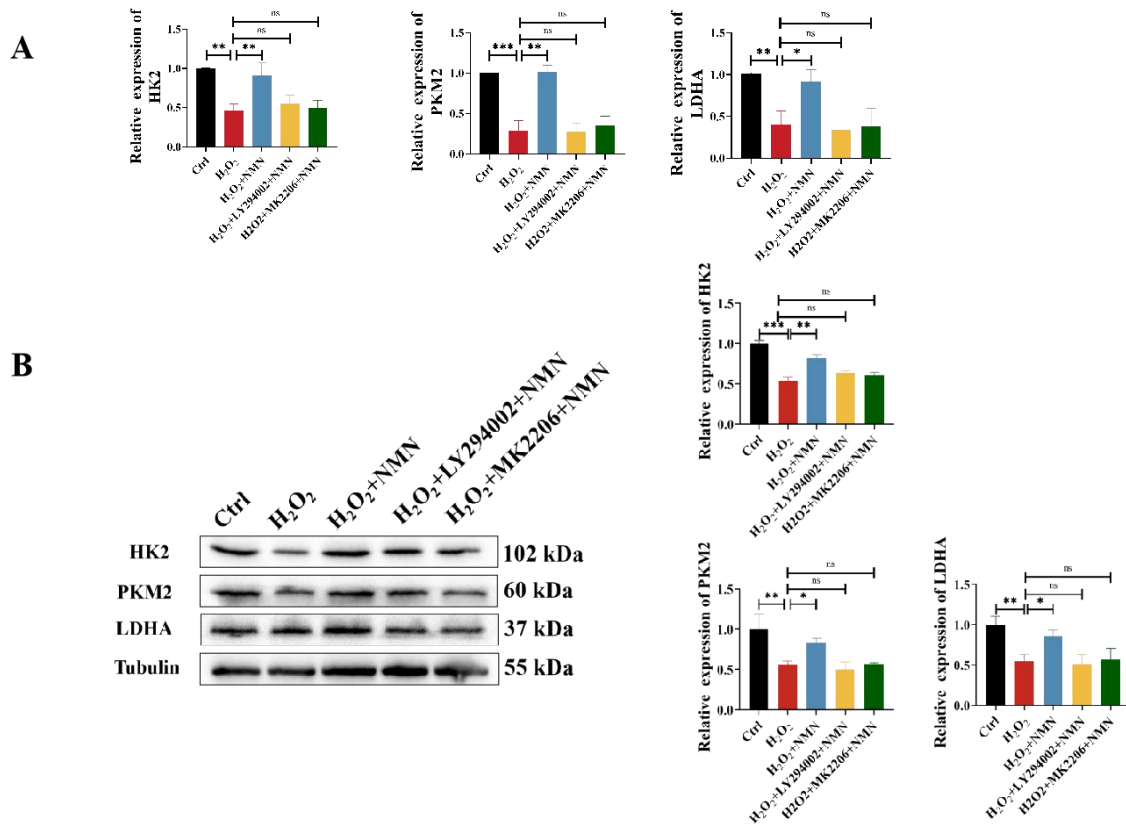 A
Relative expression of
HK2
1.5
1.0
0.5
0.0
ns
ns
**
**
Ctrl
H₂O₂
H₂O₂+NMN
H₂O₂+LY294002+NMN
H2O2+MK2206+NMN
Relative expression of
PKM2
1.5
1.0
0.5
0.0
ns
ns
***
**
Ctrl
H₂O₂
H₂O₂+NMN
H₂O₂+LY294002+NMN
H2O2+MK2206+NMN
Relative expression of
LDHA
1.5
1.0
0.5
0.0
ns
ns
**
*
Ctrl
H₂O₂
H₂O₂+NMN
H₂O₂+LY294002+NMN
H2O2+MK2206+NMN
B
Ctrl
H₂O₂
H₂O₂+NMN
H₂O₂+LY294002+NMN
H₂O₂+MK2206+NMN
HK2 102 kDa
PKM2 60 kDa
LDHA 37 kDa
Tubulin 55 kDa
Relative expression of HK2
1.5
1.0
0.5
0.0
ns
ns
***
**
Ctrl
H₂O₂
H₂O₂+NMN
H₂O₂+LY294002+NMN
H2O2+MK2206+NMN
Relative expression of PKM2
1.5
1.0
0.5
0.0
ns
ns
**
*
Ctrl
H₂O₂
H₂O₂+NMN
H₂O₂+LY294002+NMN
H2O2+MK2206+NMN
Relative expression of LDHA
1.5
1.0
0.5
0.0
ns
ns
**
*
Ctrl
H₂O₂
H₂O₂+NMN
H₂O₂+LY294002+NMN
H2O2+MK2206+NMN